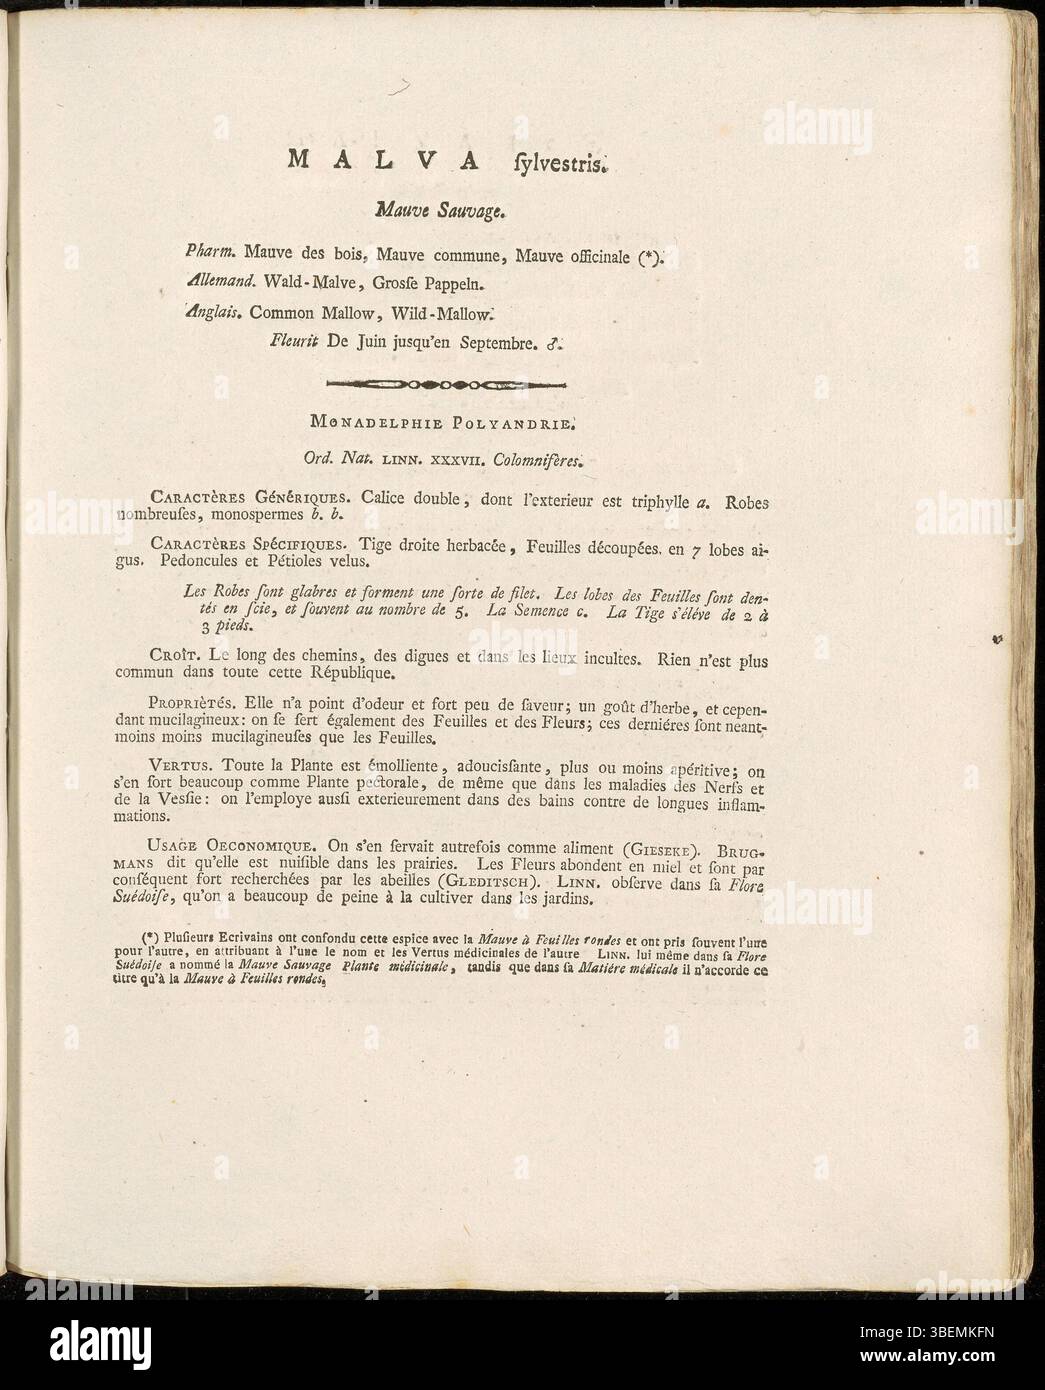 MALVA ſylvestris.
Mauve Sauvage.
Pharm. Mauve des bois, Mauve commune, Mauve officinale (*).
Allemand. Wald-Malve, Grosſe Pappeln.
Anglais. Common Mallow, Wild-Mallow.
Fleurit De Juin jusqu'en Septembre. ♂.
MONADELPHIE POLYANDRIE.
Ord. Nat. LINN. XXXVII. Colomnifères.
CARACTÈRES GÉNÉRIQUES. Calice double, dont l'exterieur est triphylle a. Robes
nombreuſes, monospermes b. b.
CARACTÈRES SPÉCIFIQUES. Tige droite herbacée, Feuilles découpées. en 7 lobes ai-
gus. Pedoncules et Pétioles velus.
Les Robes ſont glabres et forment une ſorte de filet. Les lobes des Feuilles ſont den-
tés en ſcie, et ſouvent au nombre de 5. La Semence c. La Tige s'éléve de 2 à
3 pieds.
CROÎT. Le long des chemins, des digues et dans les lieux incultes. Rien n'est plus
commun dans toute cette République.
PROPRIÈTÉS. Elle n'a point d'odeur et fort peu de ſaveur; un goût d'herbe, et cepen-
dant mucilagineux: on ſe ſert également des Feuilles et des Fleurs; ces derniéres ſont neant-
moins moins mucilagineuſes que les Feuilles.
VERTUS. Toute la Plante est émolliente, adoucisſante, plus ou moins apéritive; on
s'en ſert beaucoup comme Plante pectorale, de même que dans les maladies des Nerfs et
de la Vesſie: on l'employe ausſi exterieurement dans des bains contre de longues inflam-
mations.
USAGE OECONOMIQUE. On s'en ſervait autrefois comme aliment (GIESEKE). BRUG-
MANS dit qu'elle est nuiſible dans les prairies. Les Fleurs abondent en miel et ſont par
conſéquent fort recherchées par les abeilles (GLEDITSCH). LINN. obſerve dans ſa Flore
Suédoiſe, qu'on a beaucoup de peine à la cultiver dans les jardins.
(*) Pluſieurs Ecrivains ont confondu cette espice avec la Mauve à Feuilles rondes et ont pris ſouvent l'une
pour l'autre, en attribuant à l'une le nom et les Vertus médicinales de l'autre LINN. lui même dans ſa Flore
Suédoiſe a nommé la Mauve Sauvage Plante médicinale, tandis que dans ſa Matiére médicale il n'accorde ce
titre qu'à la Mauve à Feuilles rondes.
alamy
Image ID: 3BEMKFN
www.alamy.com